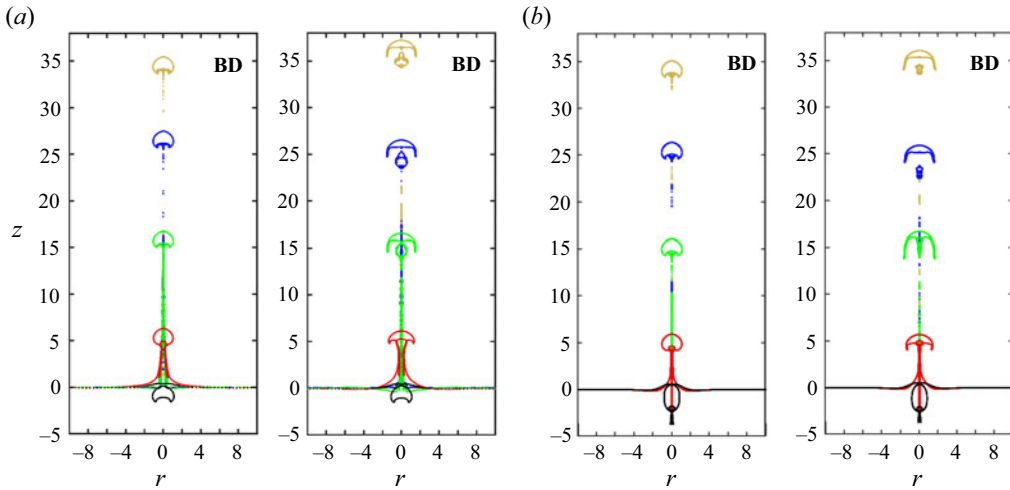 (a) (b)
35 BD 35 BD 35 BD 35 BD
30 30 30 30
25 25 25 25
20 20 20 20
z
15 15 15 15
10 10 10 10
5 5 5 5
0 0 0 0
–5 –5 –5 –5
–8 –4 0 4 8 –8 –4 0 4 8 –8 –4 0 4 8 –8 –4 0 4 8
r r r r